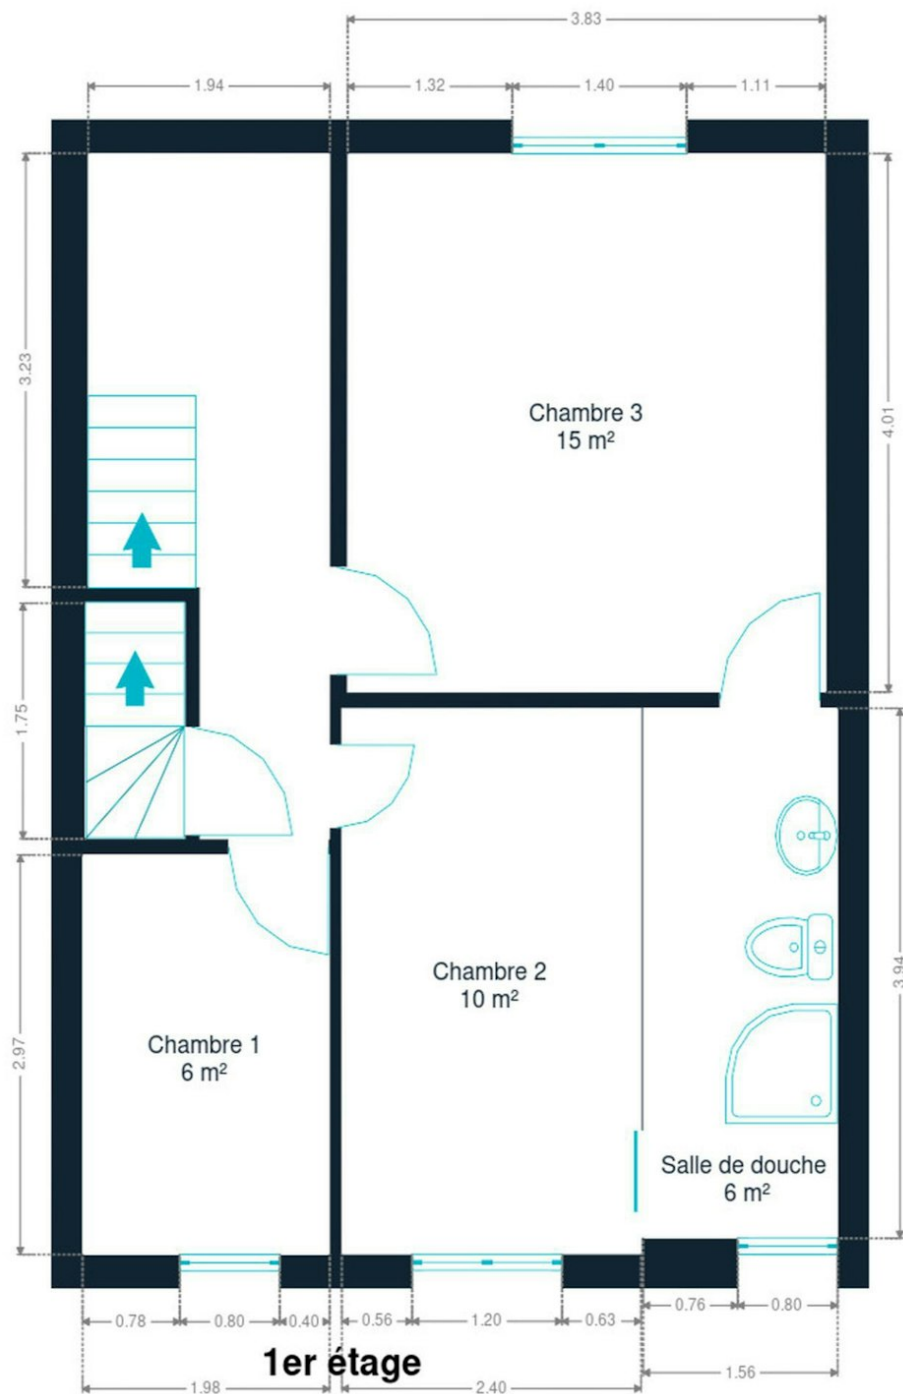 3.83
1.94
1.32
1.40
1.11
3.23
4.01
Chambre 3
15 m²
1.75
3.94
2.97
Chambre 2
10 m²
Chambre 1
6 m²
Salle de douche
6 m²
0.78
0.80
0.40
0.56
1.20
0.63
0.76
0.80
1er étage
1.98
2.40
1.56